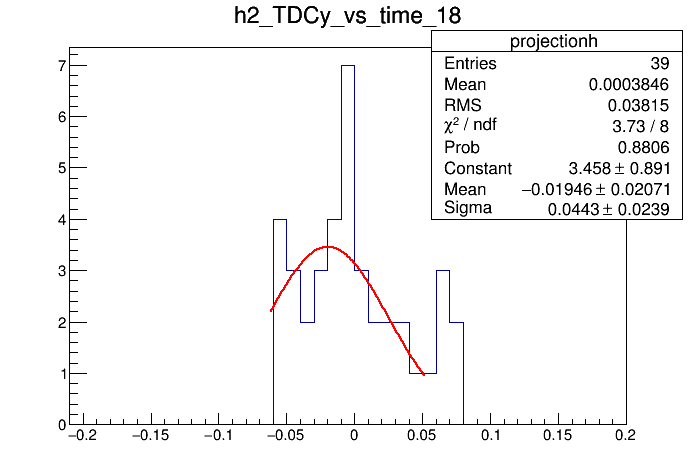 h2_TDCy_vs_time_18
projectionh
Entries 39
Mean 0.0003846
RMS 0.03815
χ² / ndf 3.73 / 8
Prob 0.8806
Constant 3.458 ± 0.891
Mean −0.01946 ± 0.02071
Sigma 0.0443 ± 0.0239
7
6
5
4
3
2
1
0
−0.2 −0.15 −0.1 −0.05 0 0.05 0.1 0.15 0.2